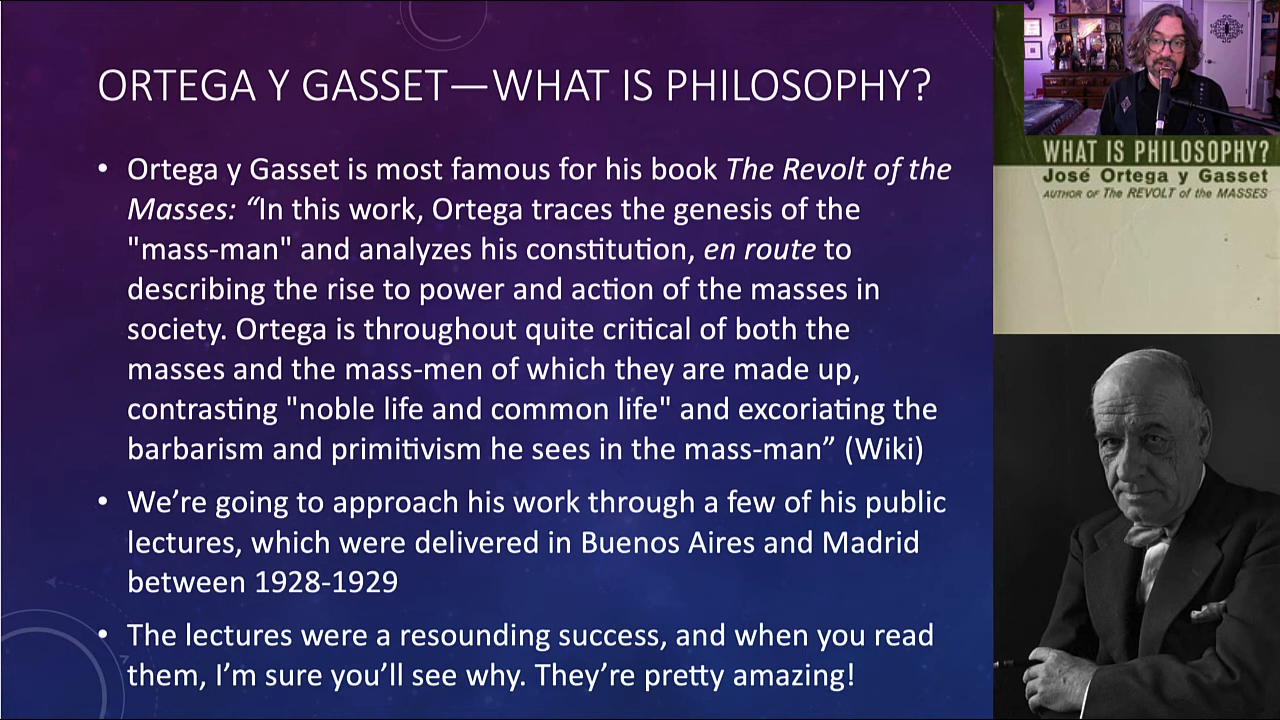 ORTEGA Y GASSET—WHAT IS PHILOSOPHY?
• Ortega y Gasset is most famous for his book The Revolt of the
Masses: “In this work, Ortega traces the genesis of the
"mass-man" and analyzes his constitution, en route to
describing the rise to power and action of the masses in
society. Ortega is throughout quite critical of both the
masses and the mass-men of which they are made up,
contrasting "noble life and common life" and excoriating the
barbarism and primitivism he sees in the mass-man” (Wiki)
• We’re going to approach his work through a few of his public
lectures, which were delivered in Buenos Aires and Madrid
between 1928-1929
• The lectures were a resounding success, and when you read
them, I’m sure you’ll see why. They’re pretty amazing!
WHAT IS PHILOSOPHY?
José Ortega y Gasset
AUTHOR OF The REVOLT of the MASSES